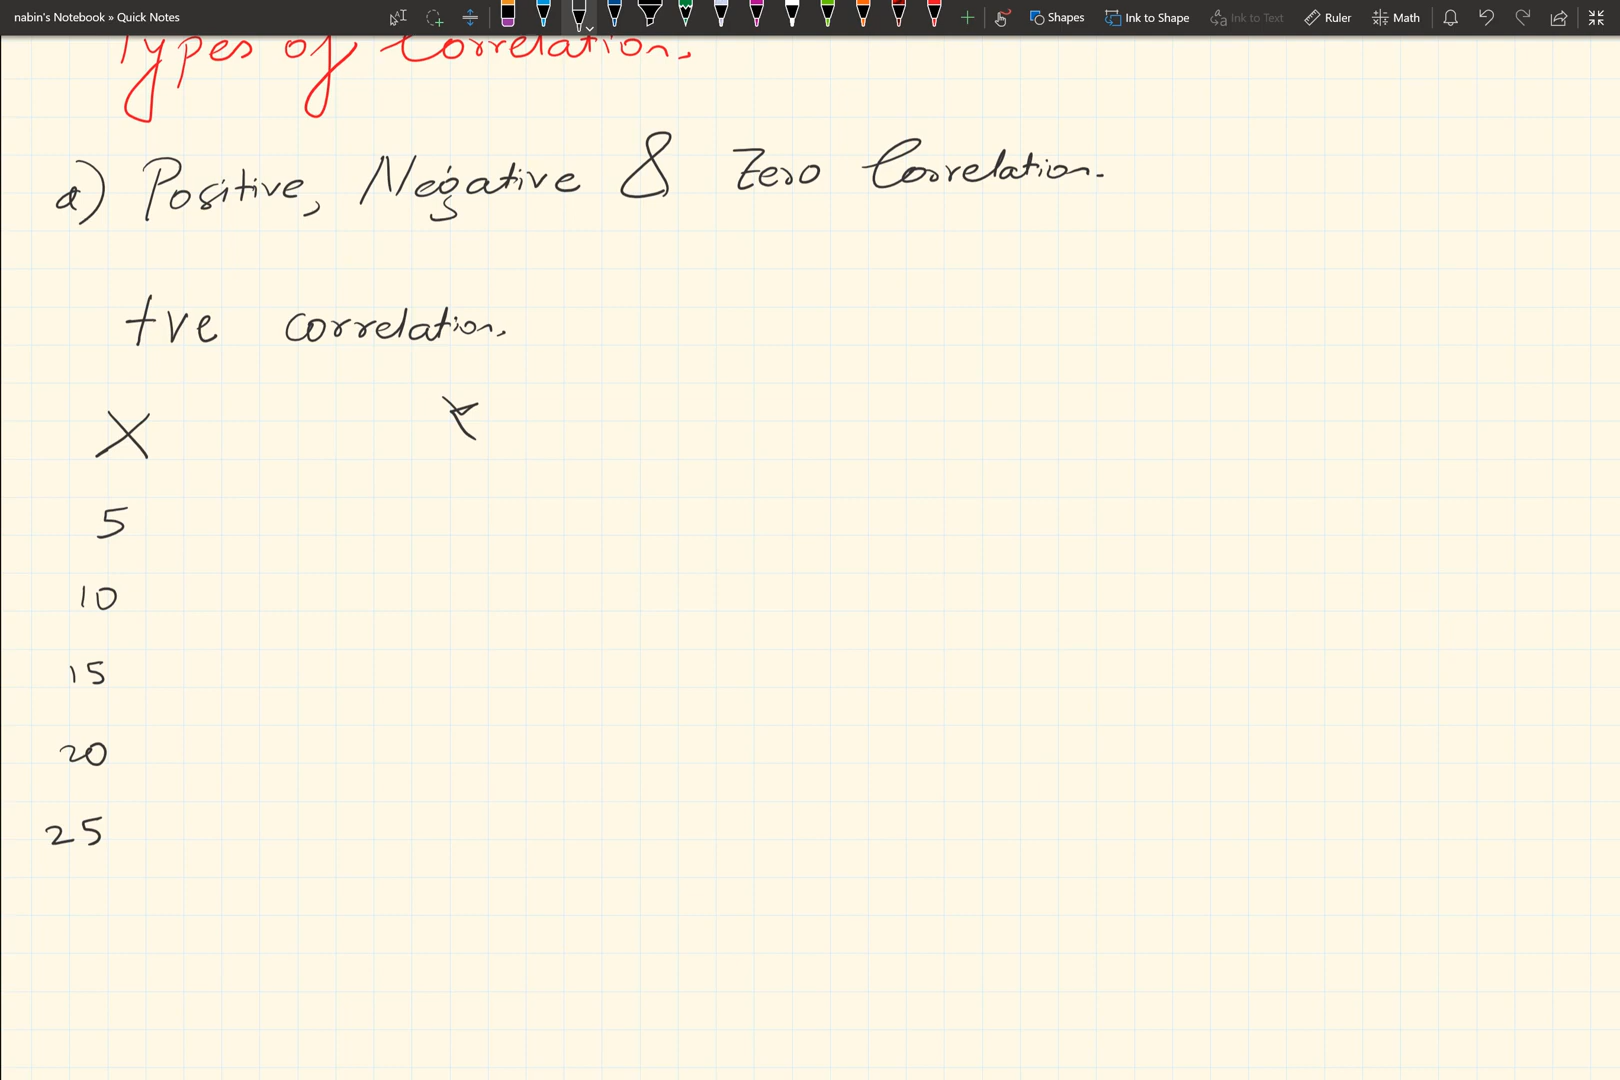 nabin's Notebook » Quick Notes Shapes Ink to Shape Ink to Text Ruler Math
Types of Correlation.
a) Positive, Negative & Zero Correlation.
+ve correlation.
X
5
10
15
20
25